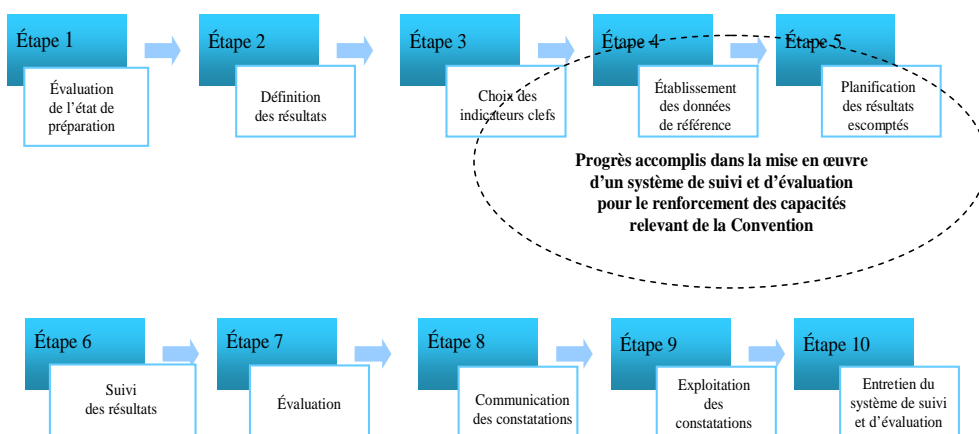 Étape 1
Évaluation
de l’état de
préparation
Étape 2
Définition
des résultats
Étape 3
Choix des
indicateurs clefs
Étape 4
Établissement
des données
de référence
Étape 5
Planification
des résultats
escomptés
Progrès accomplis dans la mise en œuvre
d’un système de suivi et d’évaluation
pour le renforcement des capacités
relevant de la Convention
Étape 6
Suivi
des résultats
Étape 7
Évaluation
Étape 8
Communication
des constatations
Étape 9
Exploitation
des
constatations
Étape 10
Entretien du
système de suivi
et d’évaluation